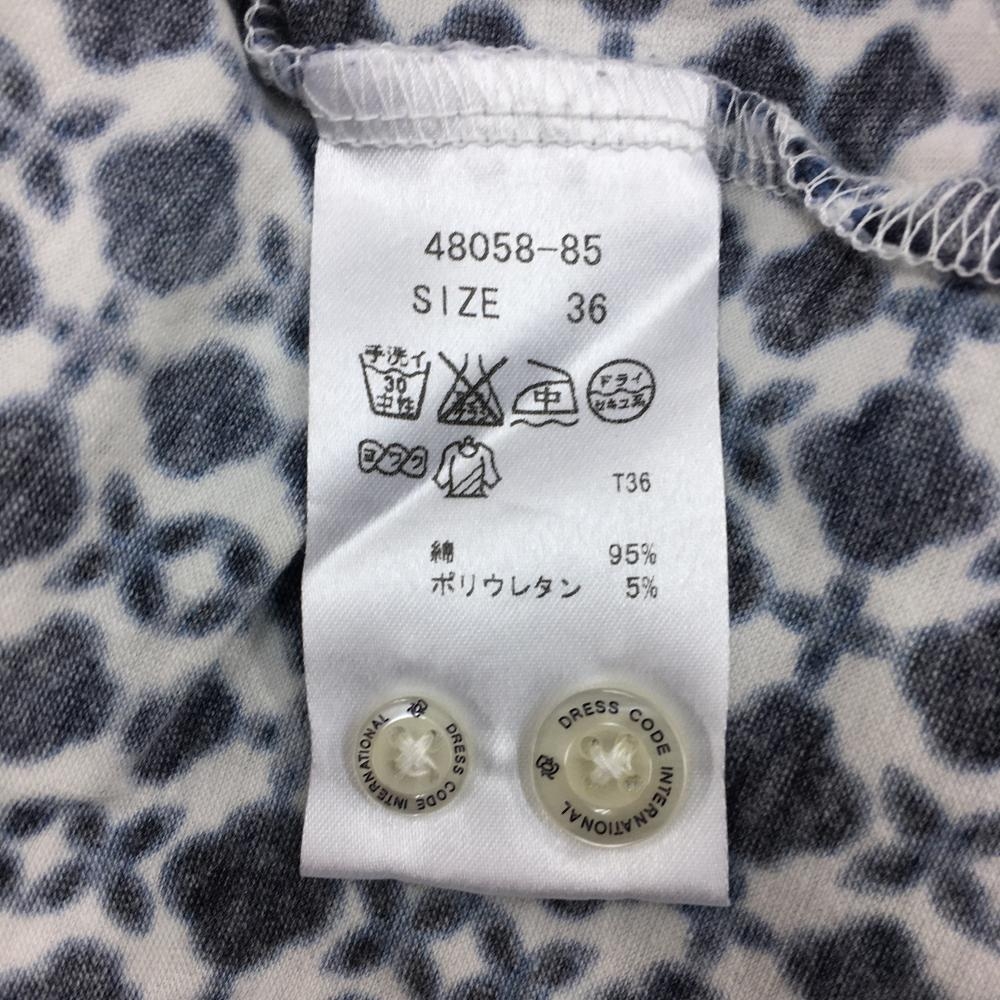 48058-85
SIZE 36
手洗イ
30
中性
中
ドライ
セキユ系
ヨワク
T36
綿 95%
ポリウレタン 5%
DRESS CODE INTERNATIONAL
DRESS CODE INTERNATIONAL